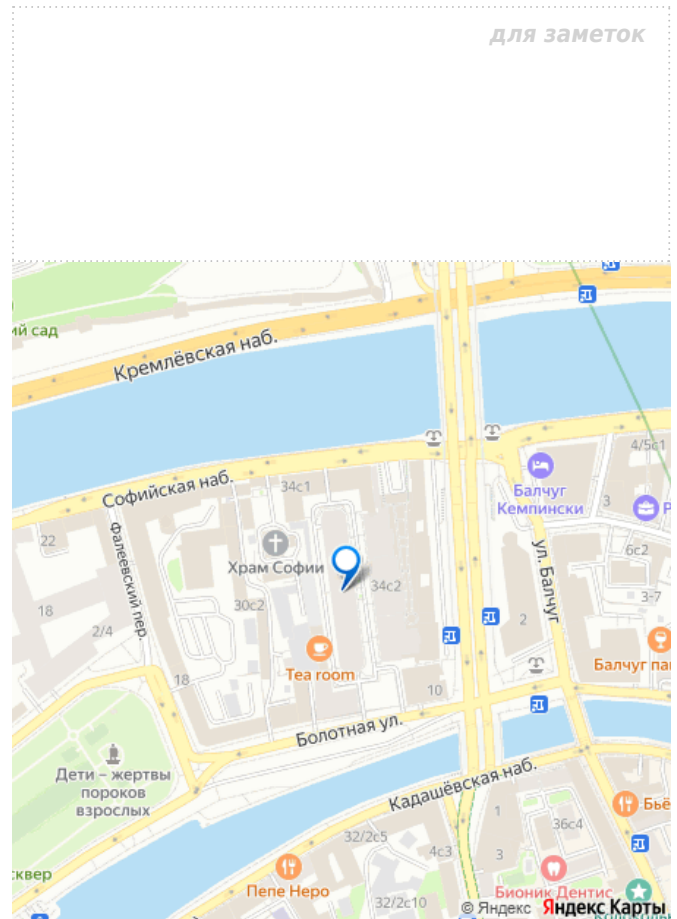 для заметок
ий сад
Кремлёвская наб.
4/5с1
Софийская наб.
34с1
Балчуг
Кемпински
3
Р
22
Фалеевский пер.
Храм Софии
ул. Балчуг
6с2
34с2
3-7
18
30с2
2/4
2
Tea room
Балчуг па
18
10
Болотная ул.
Дети – жертвы
пороков
взрослых
Кадашёвская наб.
Бьё
1
36с4
32/2с5
4с3
3
сквер
Пепе Неро
Бионик Дентис
32/2с10
© Яндекс Яндекс Карты